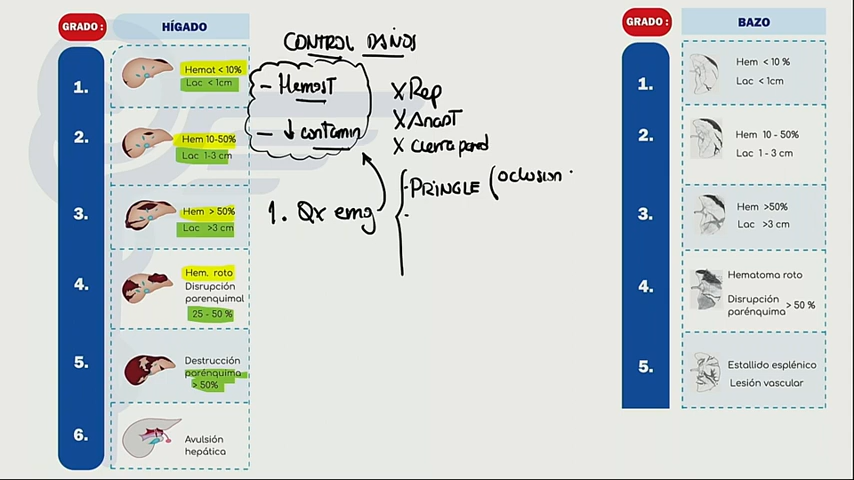 GRADO :
HÍGADO
1.
Hemat < 10%
Lac < 1cm
2.
Hem 10-50%
Lac 1-3 cm
3.
Hem > 50%
Lac >3 cm
4.
Hem. roto
Disrupción
parenquimal
25 - 50 %
5.
Destrucción
parénquima
> 50%
6.
Avulsión
hepática
CONTROL DAÑOS
- Hemost
- ↓ contamin
X Rep
X Anast
X cierra pared
1. Qx emg
- PRINGLE (oclusion
GRADO :
BAZO
1.
Hem < 10 %
Lac < 1cm
2.
Hem 10 - 50%
Lac 1 - 3 cm
3.
Hem >50%
Lac >3 cm
4.
Hematoma roto
Disrupción
parénquima > 50 %
5.
Estallido esplénico
Lesión vascular